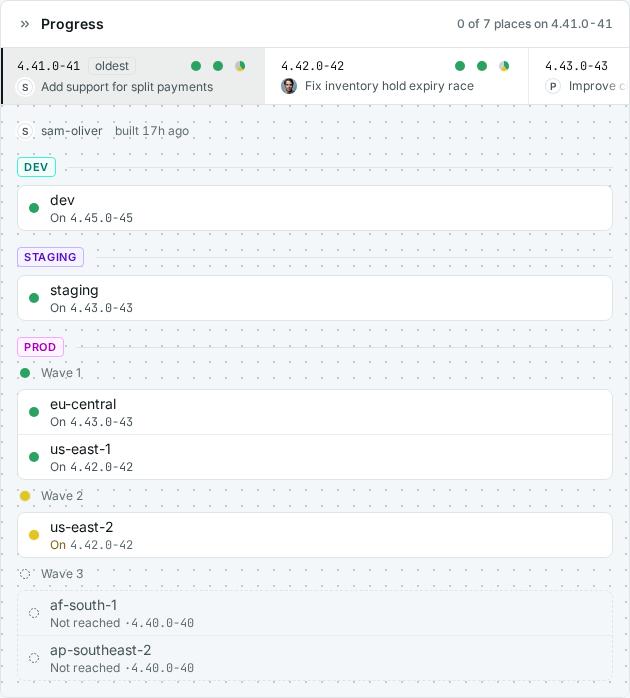 » Progress 0 of 7 places on 4.41.0-41
4.41.0-41 oldest
S Add support for split payments
4.42.0-42
Fix inventory hold expiry race
4.43.0-43
P Improve
S sam-oliver built 17h ago
DEV
dev
On 4.45.0-45
STAGING
staging
On 4.43.0-43
PROD
Wave 1
eu-central
On 4.43.0-43
us-east-1
On 4.42.0-42
Wave 2
us-east-2
On 4.42.0-42
Wave 3
af-south-1
Not reached ·4.40.0-40
ap-southeast-2
Not reached ·4.40.0-40